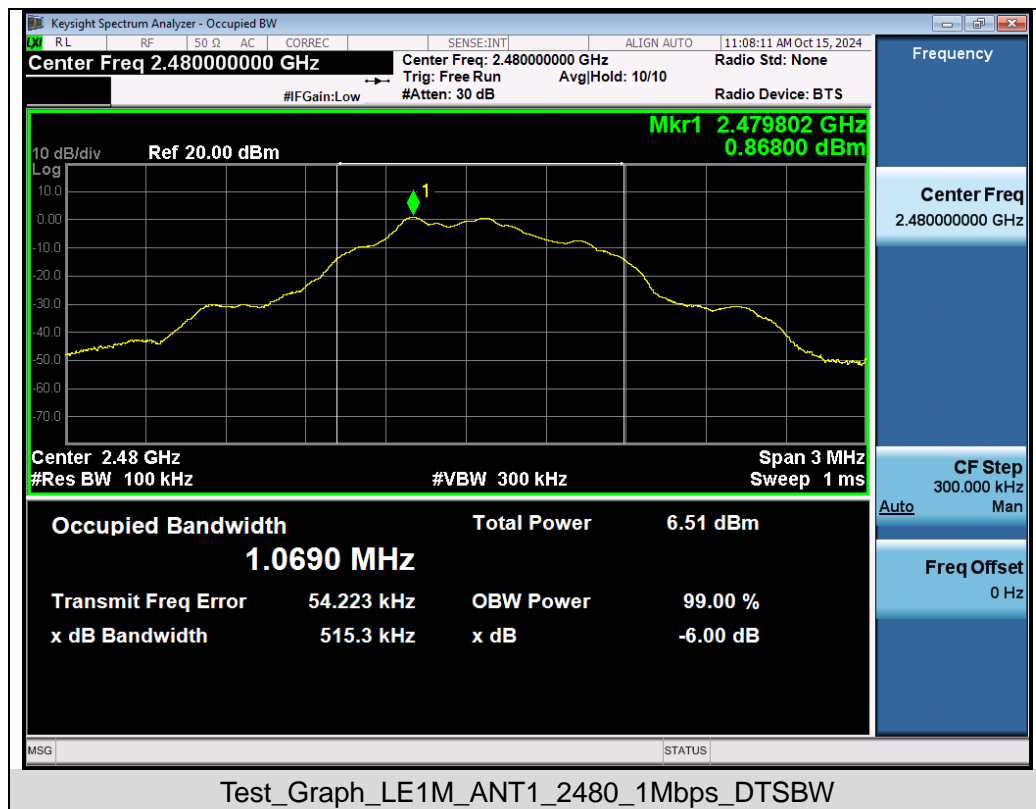 Keysight Spectrum Analyzer - Occupied BW
LXI RL RF 50 Ω AC CORREC SENSE:INT ALIGN AUTO 11:08:11 AM Oct 15, 2024
Center Freq 2.480000000 GHz
Center Freq: 2.480000000 GHz
Radio Std: None
Trig: Free Run Avg|Hold: 10/10
#IFGain:Low
#Atten: 30 dB
Radio Device: BTS
Mkr1 2.479802 GHz
0.86800 dBm
10 dB/div Ref 20.00 dBm
Log
10.0
0.00
-10.0
-20.0
-30.0
-40.0
-50.0
-60.0
-70.0
1
Center 2.48 GHz
Span 3 MHz
#Res BW 100 kHz
#VBW 300 kHz
Sweep 1 ms
Occupied Bandwidth
1.0690 MHz
Total Power 6.51 dBm
Transmit Freq Error 54.223 kHz
OBW Power 99.00 %
x dB Bandwidth 515.3 kHz
x dB -6.00 dB
Frequency
Center Freq
2.480000000 GHz
CF Step
300.000 kHz
Auto Man
Freq Offset
0 Hz
MSG
STATUS
Test_Graph_LE1M_ANT1_2480_1Mbps_DTSBW